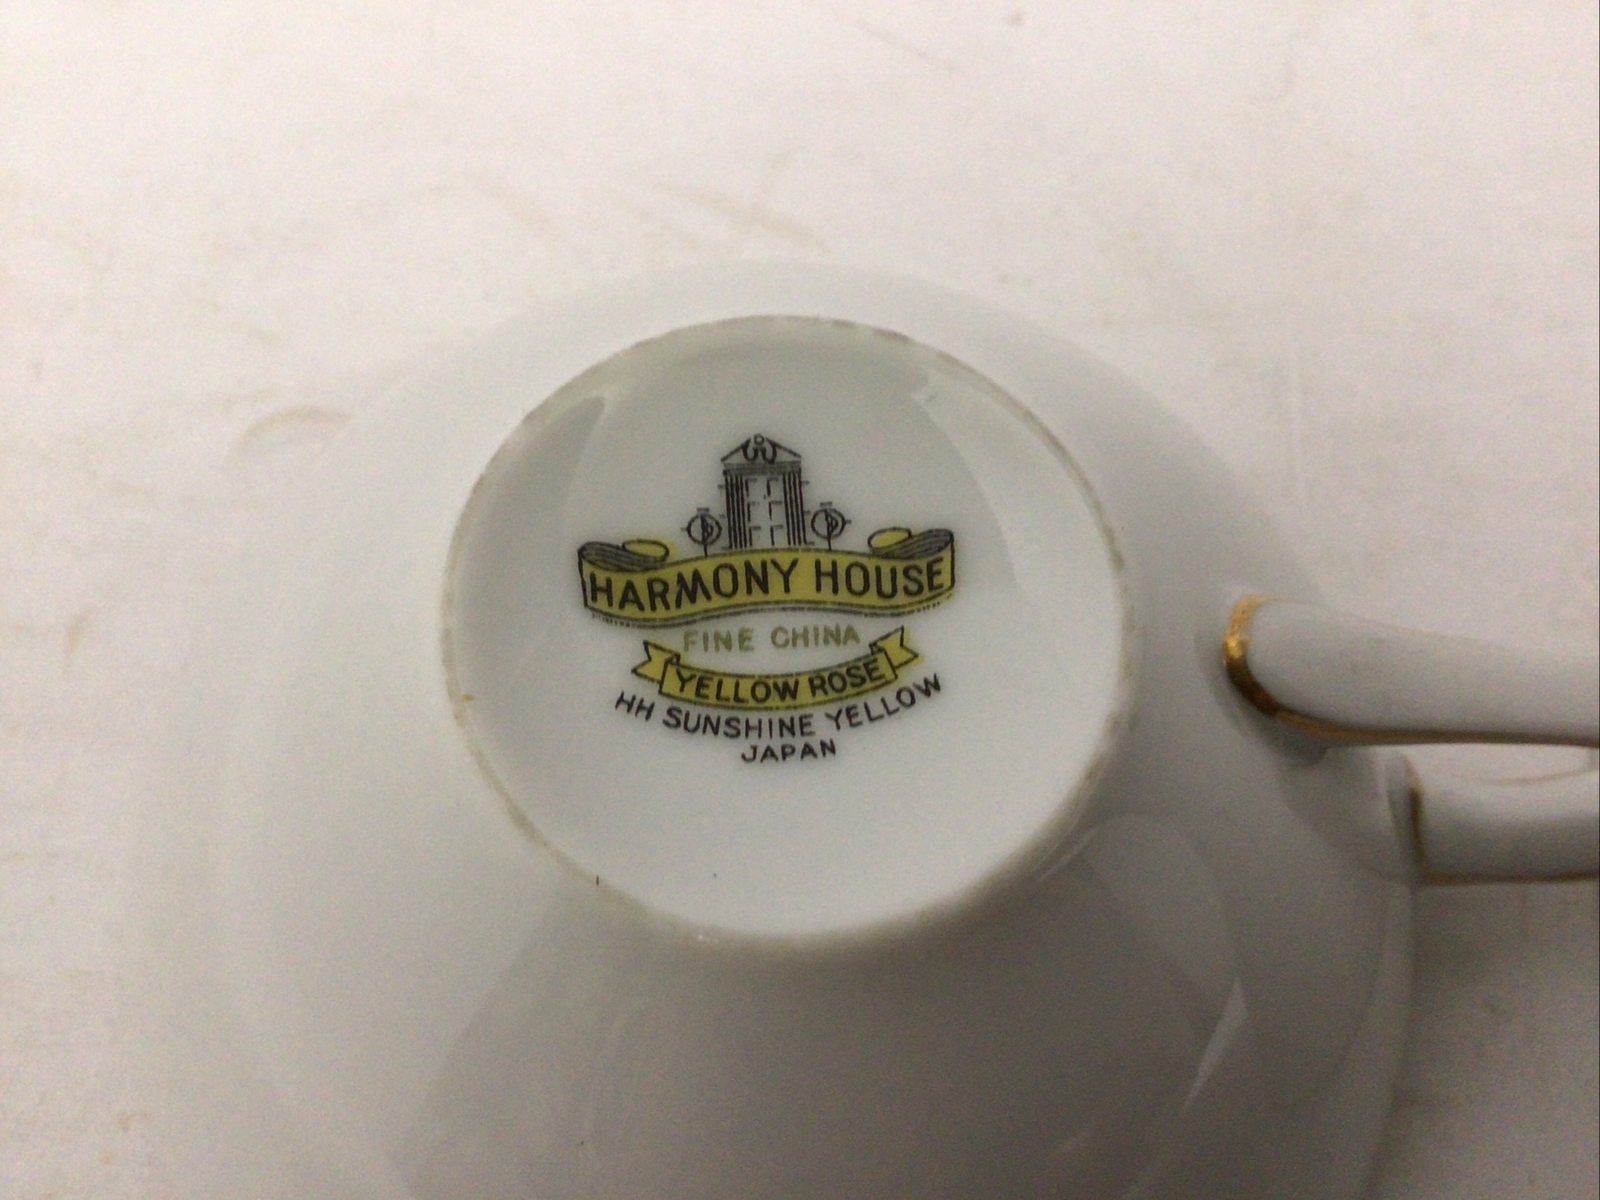 HARMONY HOUSE
FINE CHINA
YELLOW ROSE
HH SUNSHINE YELLOW
JAPAN